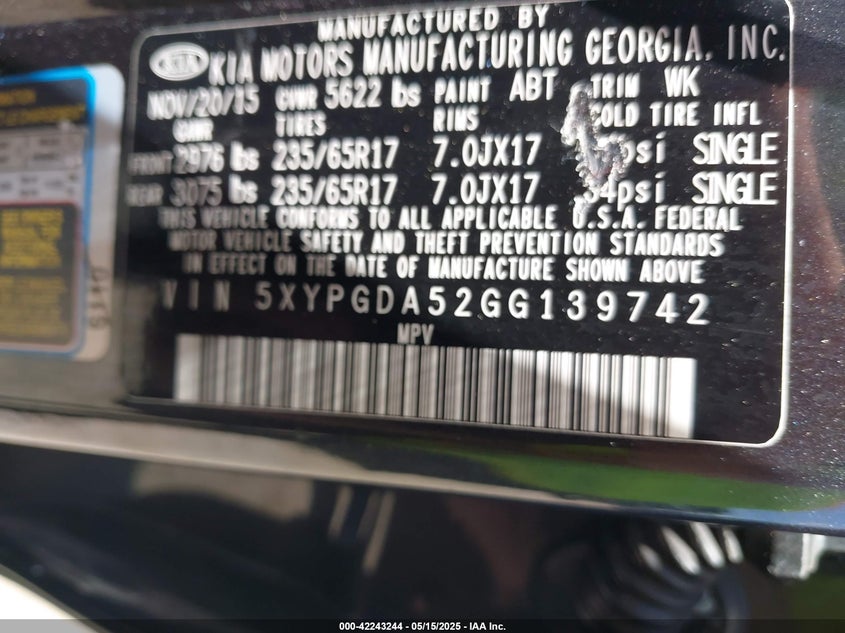 MANUFACTURED BY
KIA KIA MOTORS MANUFACTURING GEORGIA, INC.
NOV/20/15 GVWR 5622 lbs PAINT ABT TRIM WK
GAWR TIRES RIMS COLD TIRE INFL
FRONT 2976 lbs 235/65R17 7.0JX17 psi SINGLE
REAR 3075 lbs 235/65R17 7.0JX17 34psi SINGLE
THIS VEHICLE CONFORMS TO ALL APPLICABLE U.S.A. FEDERAL
MOTOR VEHICLE SAFETY AND THEFT PREVENTION STANDARDS
IN EFFECT ON THE DATE OF MANUFACTURE SHOWN ABOVE
VIN 5XYPGDA52GG139742
MPV
000-42243244 - 05/15/2025 - IAA Inc.